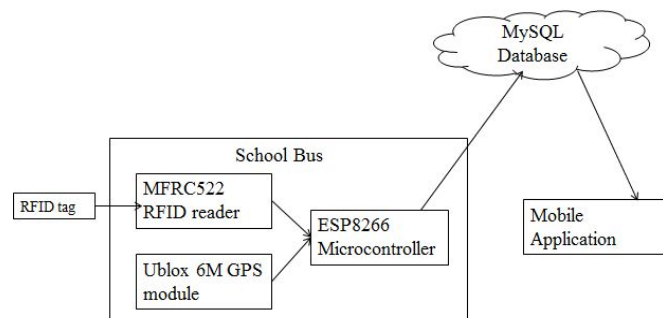 MySQL
Database
School Bus
RFID tag
MFRC522
RFID reader
ESP8266
Microcontroller
Ublox 6M GPS
module
Mobile
Application